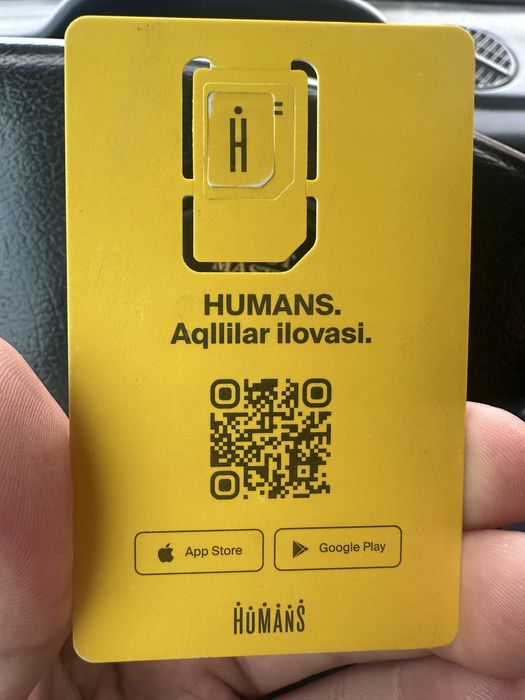 H
HUMANS.
Aqllilar ilovasi.
App Store
Google Play
HUMANS